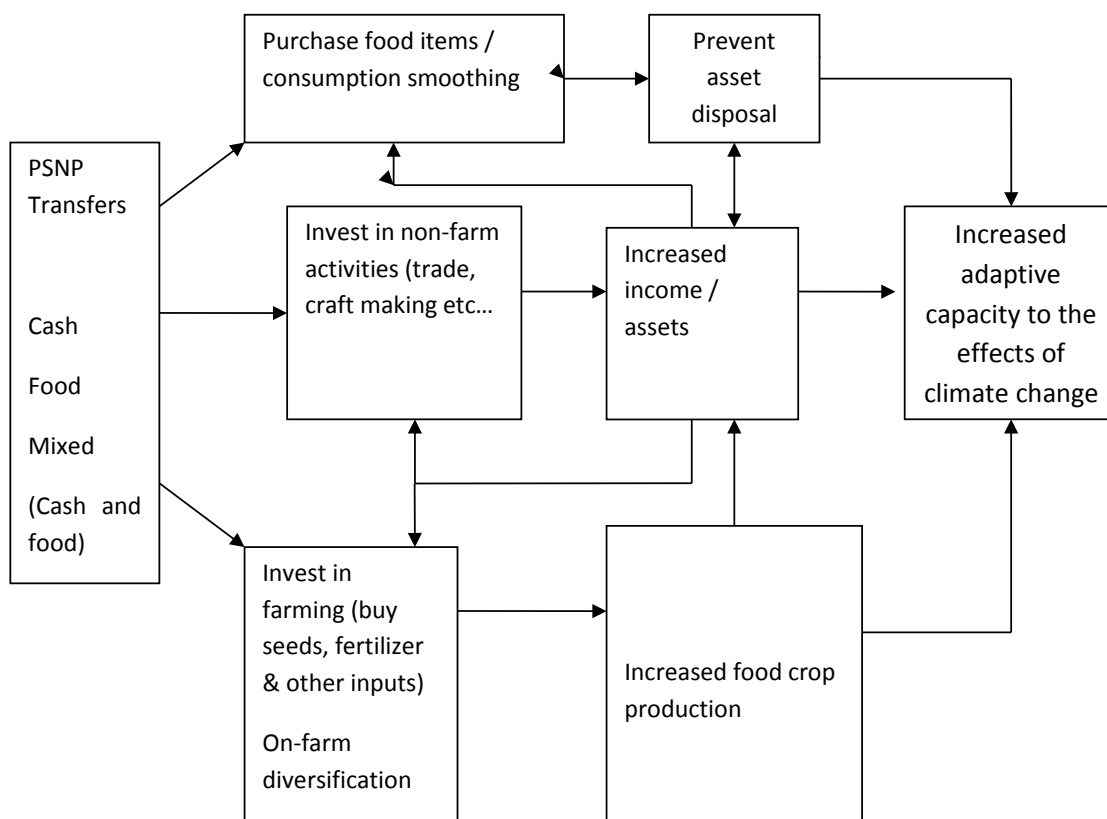 Purchase food items /
consumption smoothing
Prevent
asset
disposal
PSNP
Transfers
Cash
Food
Mixed
(Cash and
food)
Invest in non-farm
activities (trade,
craft making etc...
Increased
income /
assets
Increased
adaptive
capacity to the
effects of
climate change
Invest in
farming (buy
seeds, fertilizer
& other inputs)
On-farm
diversification
Increased food crop
production